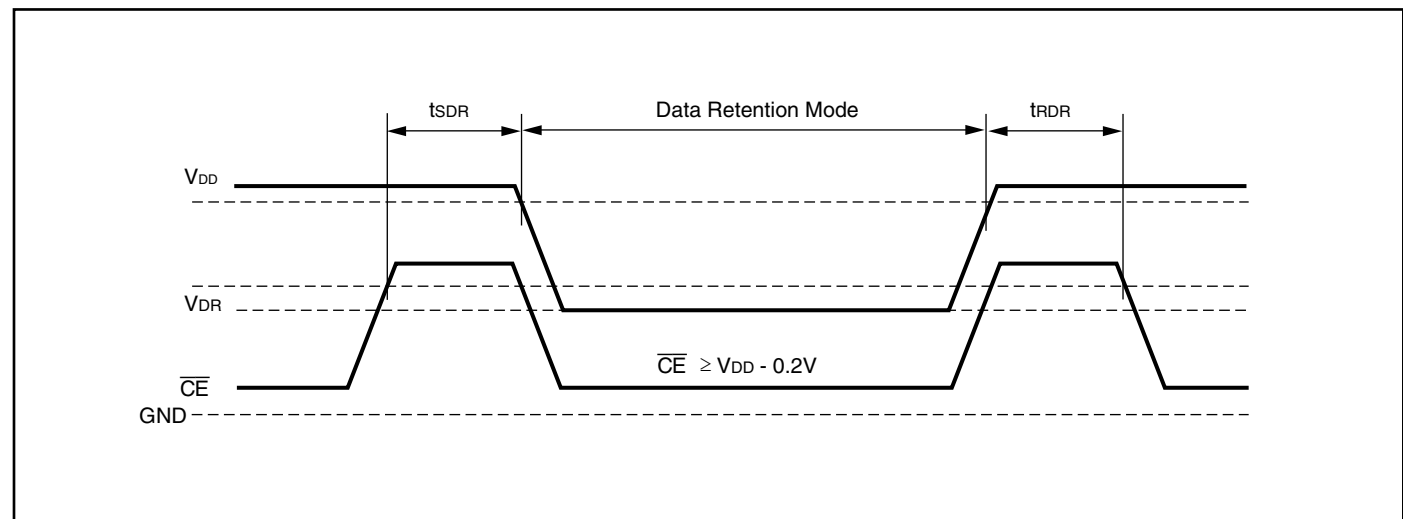 tSDR
Data Retention Mode
tRDR
VDD
VDR
CE ≥ VDD - 0.2V
CE
GND